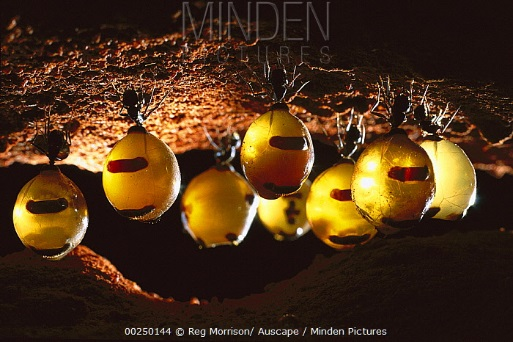 MINDEN
PICTURES
00250144 © Reg Morrison/ Auscape / Minden Pictures